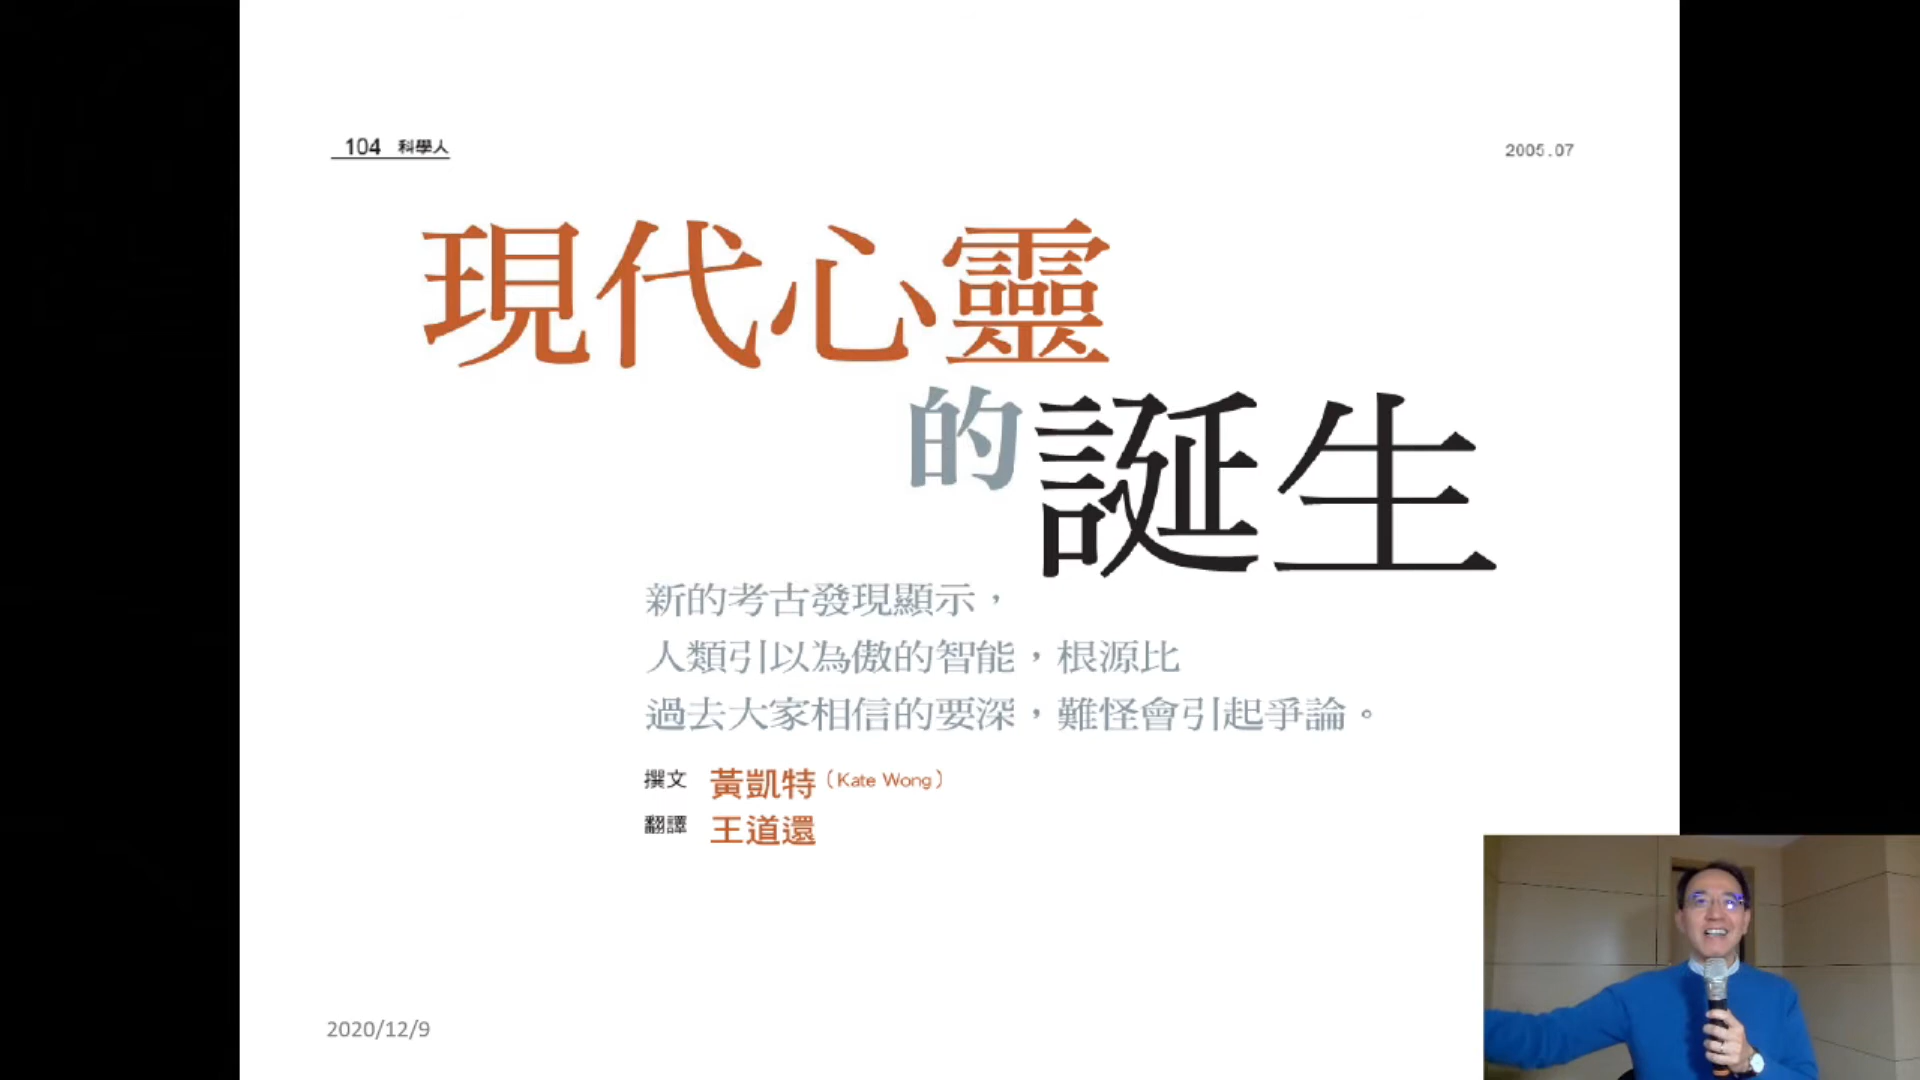 104 科學人
2005.07
現代心靈
的誕生
新的考古發現顯示，
人類引以為傲的智能，根源比
過去大家相信的要深，難怪會引起爭論。
撰文 黃凱特（Kate Wong）
翻譯 王道還
2020/12/9